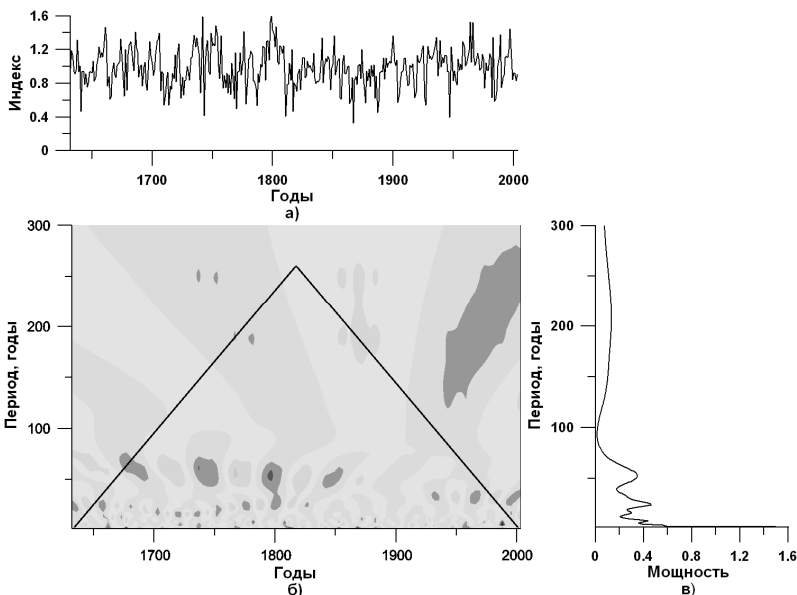 1.6
1.2
0.8
0.4
0
Индекс
1700 1800 1900 2000
Годы
а)
300
200
100
Период, годы
1700 1800 1900 2000
Годы
б)
300
200
100
Период, годы
0 0.4 0.8 1.2 1.6
Мощность
в)